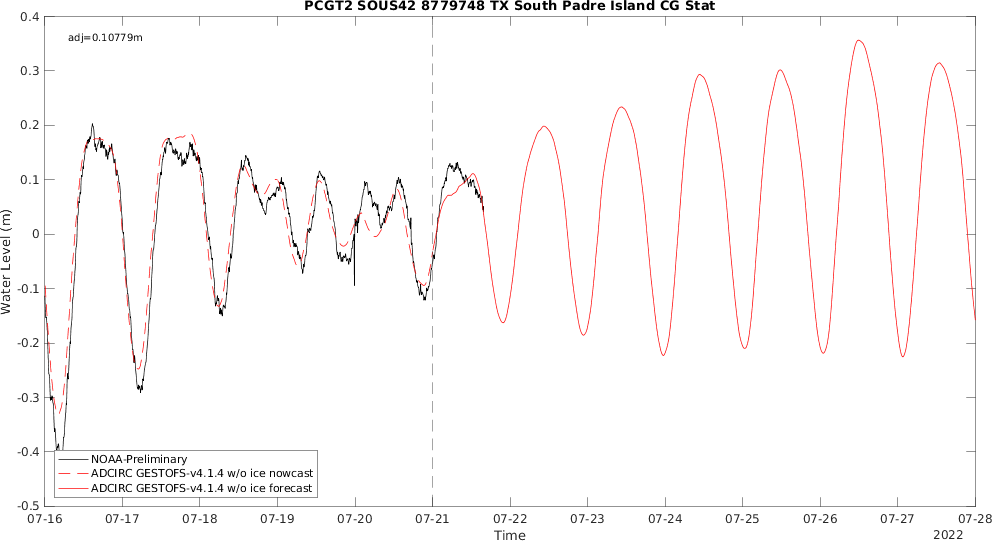 PCGT2 SOUS42 8779748 TX South Padre Island CG Stat
adj=0.10779m
0.4
0.3
0.2
0.1
0
-0.1
-0.2
-0.3
-0.4
-0.5
Water Level (m)
NOAA-Preliminary
ADCIRC GESTOFS-v4.1.4 w/o ice nowcast
ADCIRC GESTOFS-v4.1.4 w/o ice forecast
07-16 07-17 07-18 07-19 07-20 07-21 07-22 07-23 07-24 07-25 07-26 07-27 07-28
Time
2022